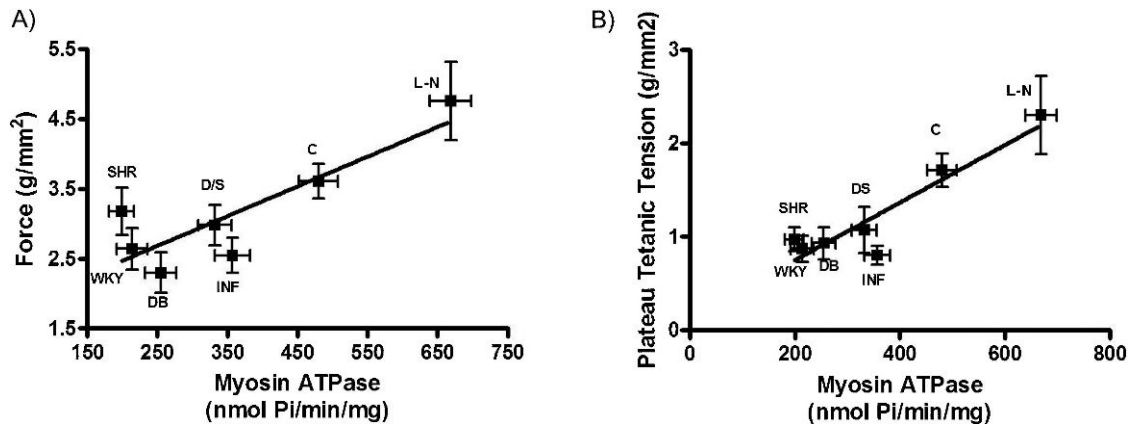 A)
Force (g/mm²)
5.5
4.5
3.5
2.5
1.5
SHR
WKY
DB
D/S
INF
C
L-N
150 250 350 450 550 650 750
Myosin ATPase
(nmol Pi/min/mg)
B)
Plateau Tetanic Tension (g/mm2)
3
2
1
0
SHR
WKY
DB
DS
INF
C
L-N
0 200 400 600 800
Myosin ATPase
(nmol Pi/min/mg)